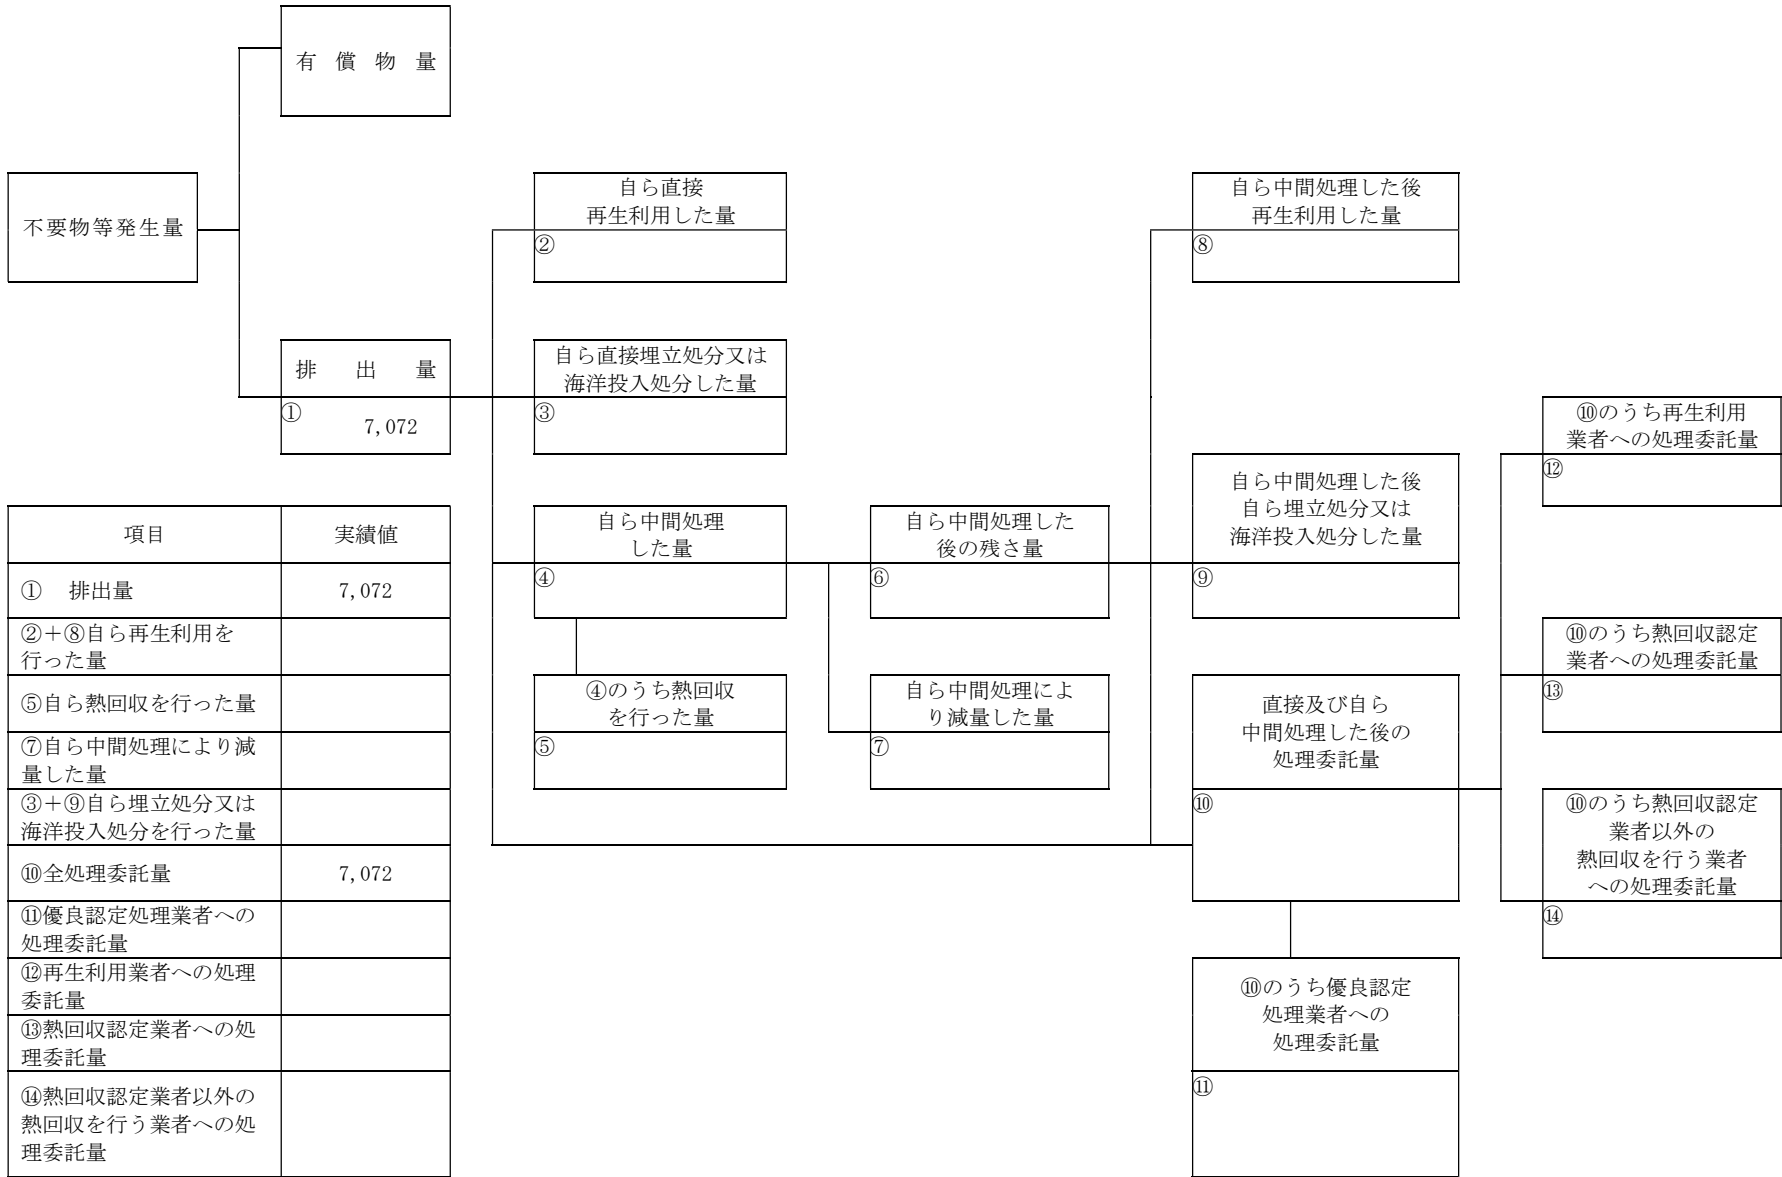 有償物量
不要物等発生量
排出量
①
7,072
自ら直接
再生利用した量
②
自ら直接埋立処分又は
海洋投入処分した量
③
自ら中間処理
した量
④
④のうち熱回収
を行った量
⑤
自ら中間処理した
後の残さ量
⑥
自ら中間処理によ
り減量した量
⑦
自ら中間処理した後
再生利用した量
⑧
自ら中間処理した後
自ら埋立処分又は
海洋投入処分した量
⑨
直接及び自ら
中間処理した後の
処理委託量
⑩
⑩のうち優良認定
処理業者への
処理委託量
⑪
⑩のうち再生利用
業者への処理委託量
⑫
⑩のうち熱回収認定
業者への処理委託量
⑬
⑩のうち熱回収認定
業者以外の
熱回収を行う業者
への処理委託量
⑭
項目 実績値
① 排出量 7,072
②+⑧自ら再生利用を
行った量
⑤自ら熱回収を行った量
⑦自ら中間処理により減
量した量
③+⑨自ら埋立処分又は
海洋投入処分を行った量
⑩全処理委託量 7,072
⑪優良認定処理業者への
処理委託量
⑫再生利用業者への処理
委託量
⑬熱回収認定業者への処
理委託量
⑭熱回収認定業者以外の
熱回収を行う業者への処
理委託量